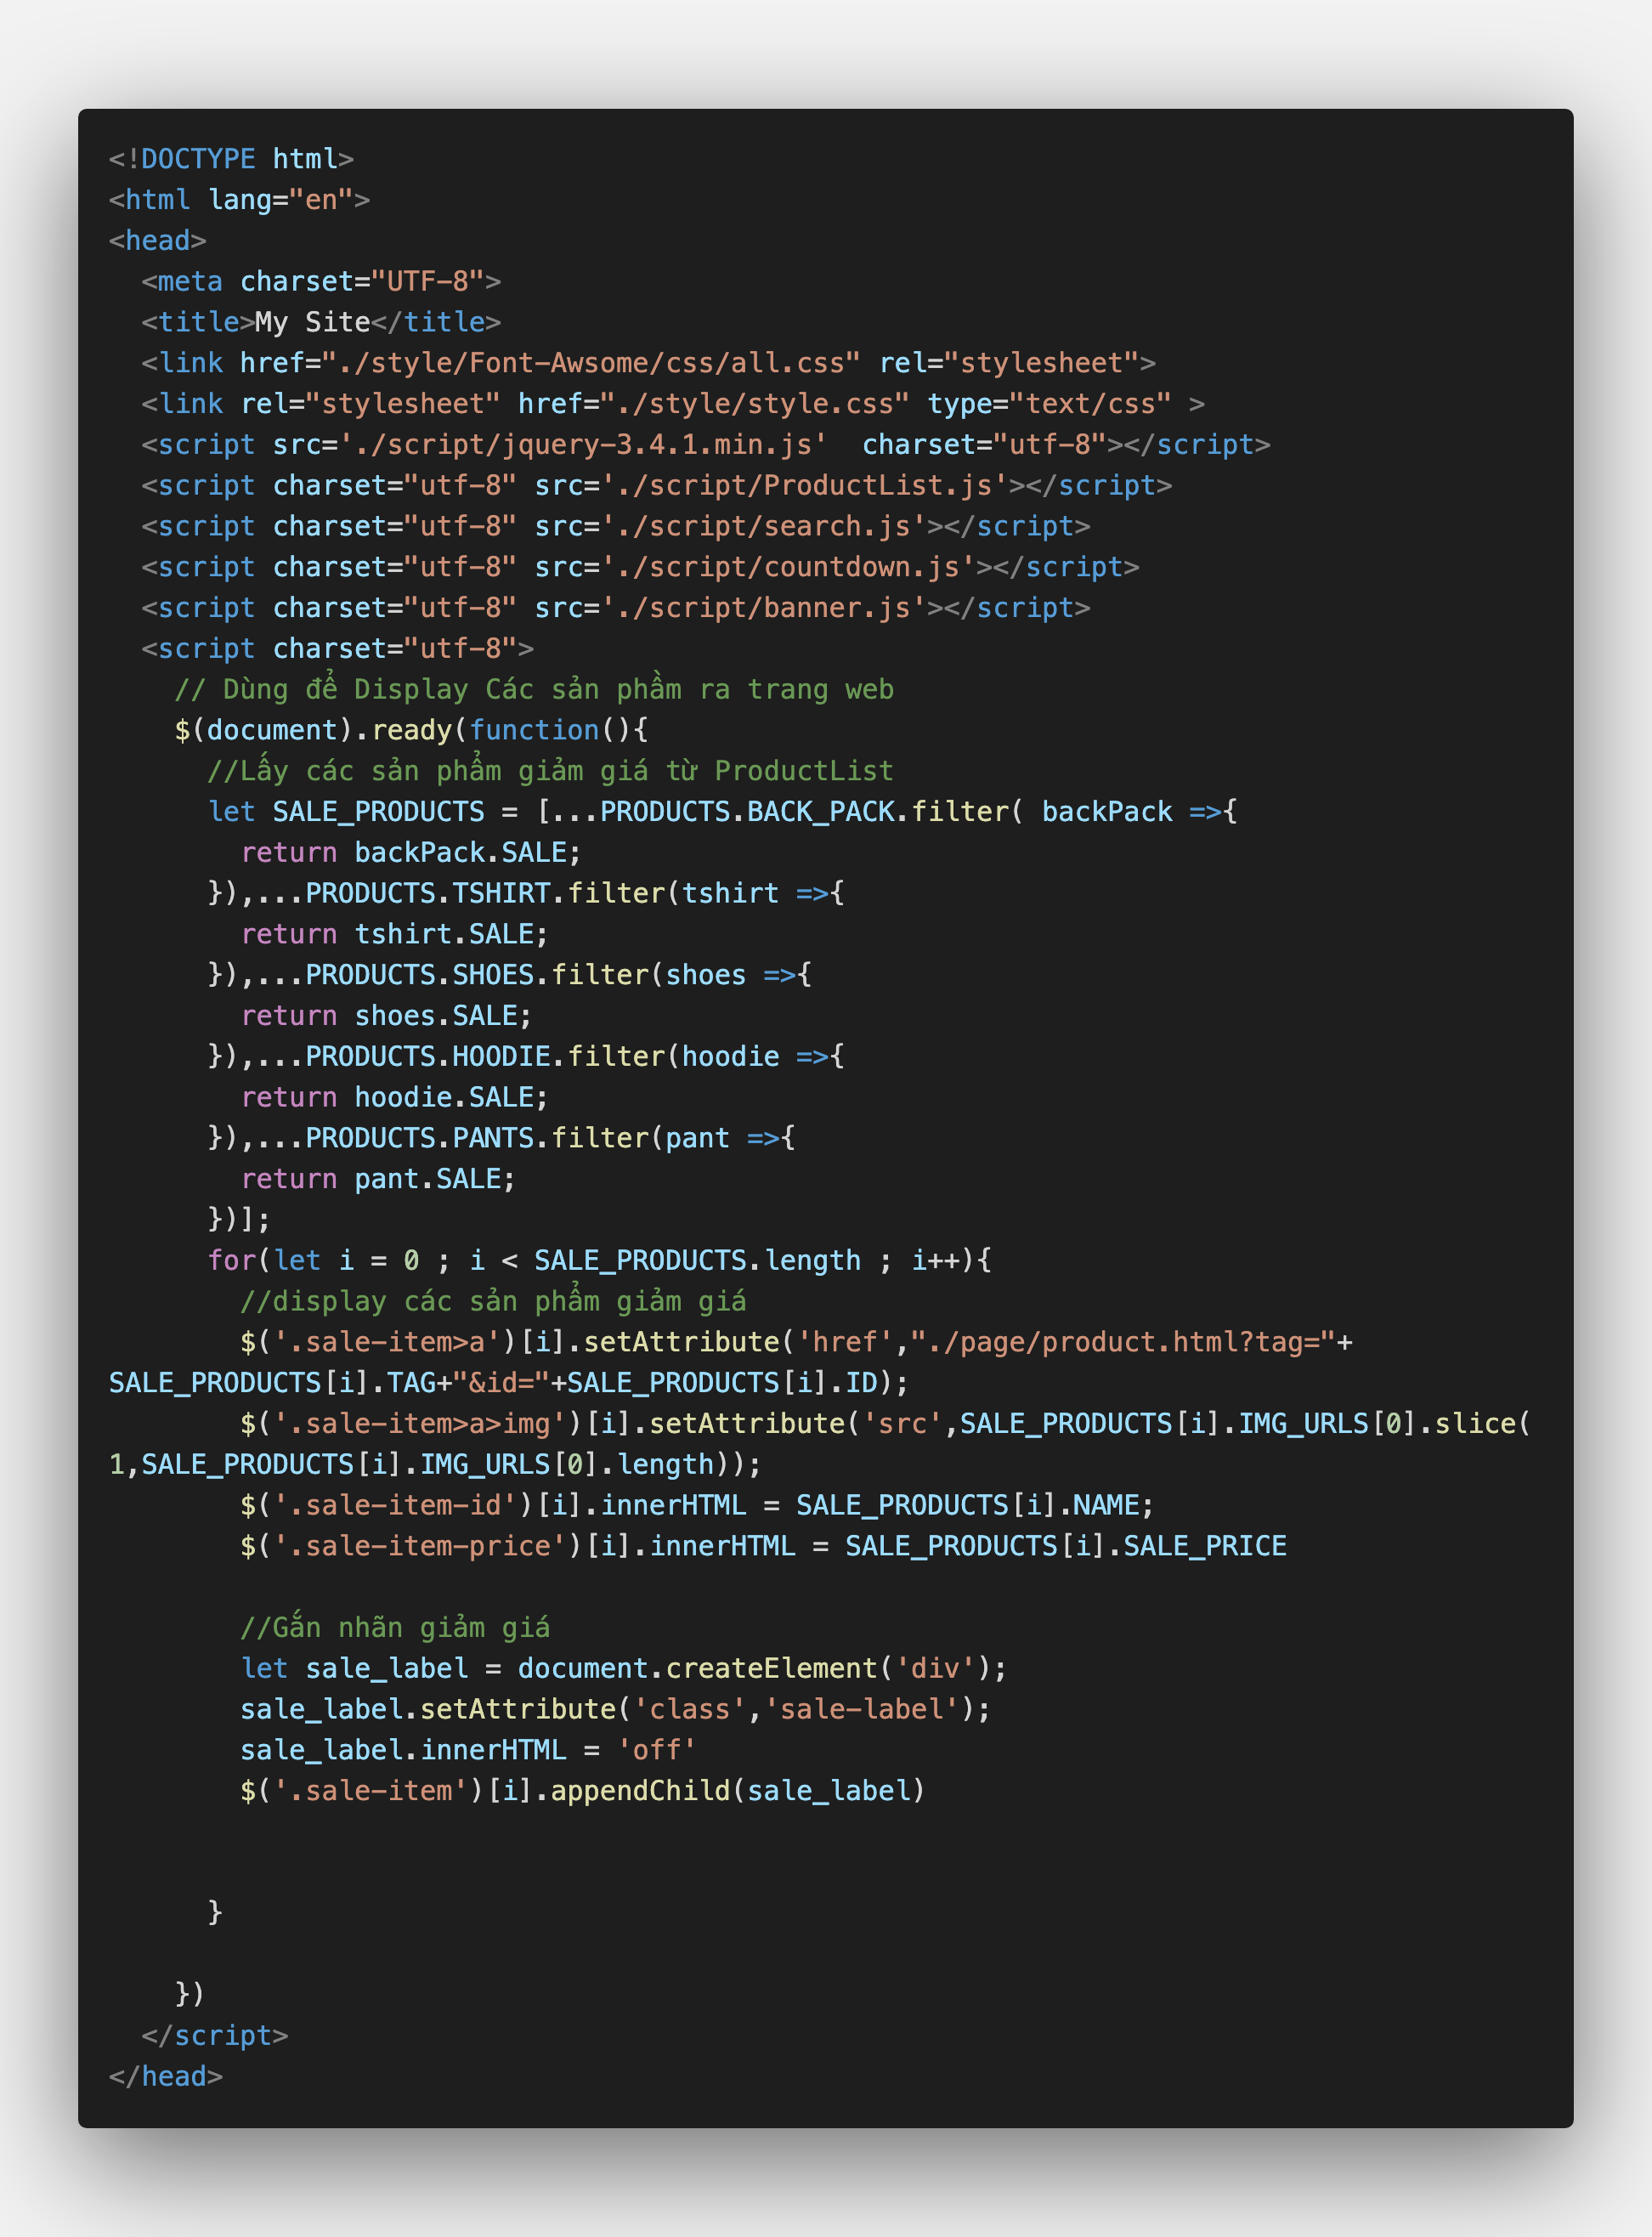 <!DOCTYPE html>
<html lang="en">
<head>
  <meta charset="UTF-8">
  <title>My Site</title>
  <link href="./style/Font-Awsome/css/all.css" rel="stylesheet">
  <link rel="stylesheet" href="./style/style.css" type="text/css" >
  <script src='./script/jquery-3.4.1.min.js'  charset="utf-8"></script>
  <script charset="utf-8" src='./script/ProductList.js'></script>
  <script charset="utf-8" src='./script/search.js'></script>
  <script charset="utf-8" src='./script/countdown.js'></script>
  <script charset="utf-8" src='./script/banner.js'></script>
  <script charset="utf-8">
    // Dùng để Display Các sản phầm ra trang web
    $(document).ready(function(){
      //Lấy các sản phẩm giảm giá từ ProductList
      let SALE_PRODUCTS = [...PRODUCTS.BACK_PACK.filter( backPack =>{
        return backPack.SALE;
      }),...PRODUCTS.TSHIRT.filter(tshirt =>{
        return tshirt.SALE;
      }),...PRODUCTS.SHOES.filter(shoes =>{
        return shoes.SALE;
      }),...PRODUCTS.HOODIE.filter(hoodie =>{
        return hoodie.SALE;
      }),...PRODUCTS.PANTS.filter(pant =>{
        return pant.SALE;
      })];
      for(let i = 0 ; i < SALE_PRODUCTS.length ; i++){
        //display các sản phẩm giảm giá
        $('.sale-item>a')[i].setAttribute('href',"./page/product.html?tag="+
SALE_PRODUCTS[i].TAG+"&id="+SALE_PRODUCTS[i].ID);
        $('.sale-item>a>img')[i].setAttribute('src',SALE_PRODUCTS[i].IMG_URLS[0].slice(
1,SALE_PRODUCTS[i].IMG_URLS[0].length));
        $('.sale-item-id')[i].innerHTML = SALE_PRODUCTS[i].NAME;
        $('.sale-item-price')[i].innerHTML = SALE_PRODUCTS[i].SALE_PRICE
        //Gắn nhãn giảm giá
        let sale_label = document.createElement('div');
        sale_label.setAttribute('class','sale-label');
        sale_label.innerHTML = 'off'
        $('.sale-item')[i].appendChild(sale_label)
      }
    })
  </script>
</head>